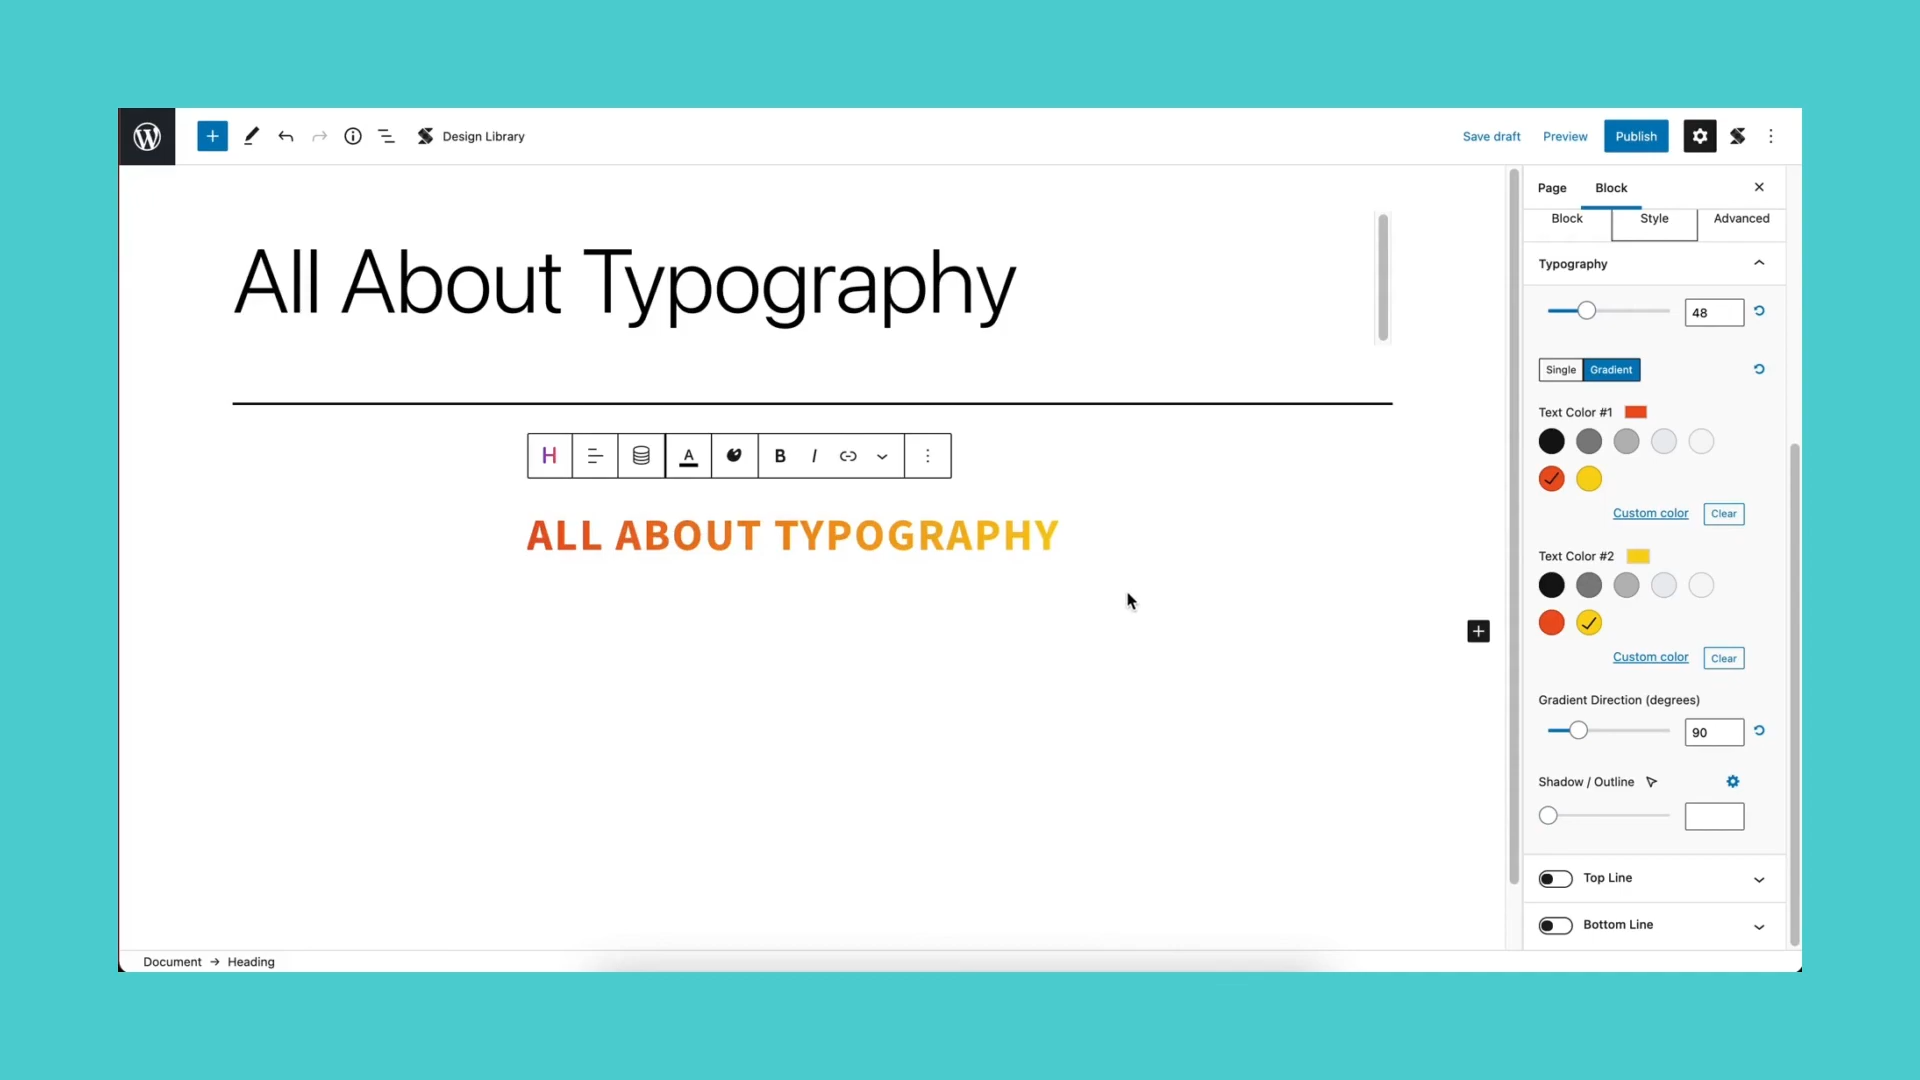 Design Library
Save draft
Preview
Publish
Page
Block
Block
Style
Advanced
Typography
48
Single
Gradient
Text Color #1
Custom color
Clear
Text Color #2
Custom color
Clear
Gradient Direction (degrees)
90
Shadow / Outline
Top Line
Bottom Line
All About Typography
H
A
B
I
ALL ABOUT TYPOGRAPHY
Document → Heading